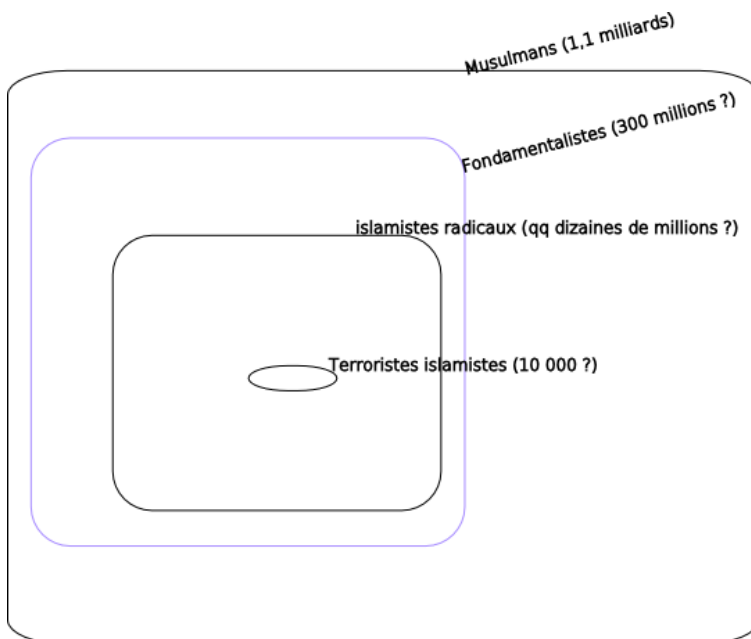 Musulmans (1,1 milliards)
Fondamentalistes (300 millions ?)
islamistes radicaux (qq dizaines de millions ?)
Terroristes islamistes (10 000 ?)